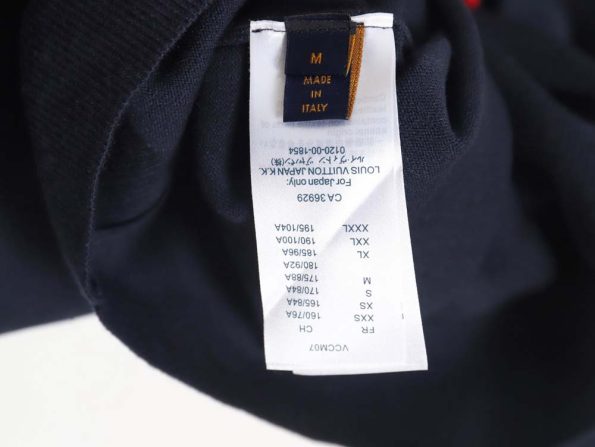 M
MADE
IN
ITALY
VCCM07
FR CH
XXS 160/76A
XS 165/84A
S 170/84A
M 175/88A
180/92A
XL 185/96A
XXL 190/100A
XXXL 195/104A
CA 36929
For Japan only:
LOUIS VUITTON JAPAN K.K.
ルイ・ヴィトン ジャパン(株)
0120-00-1854